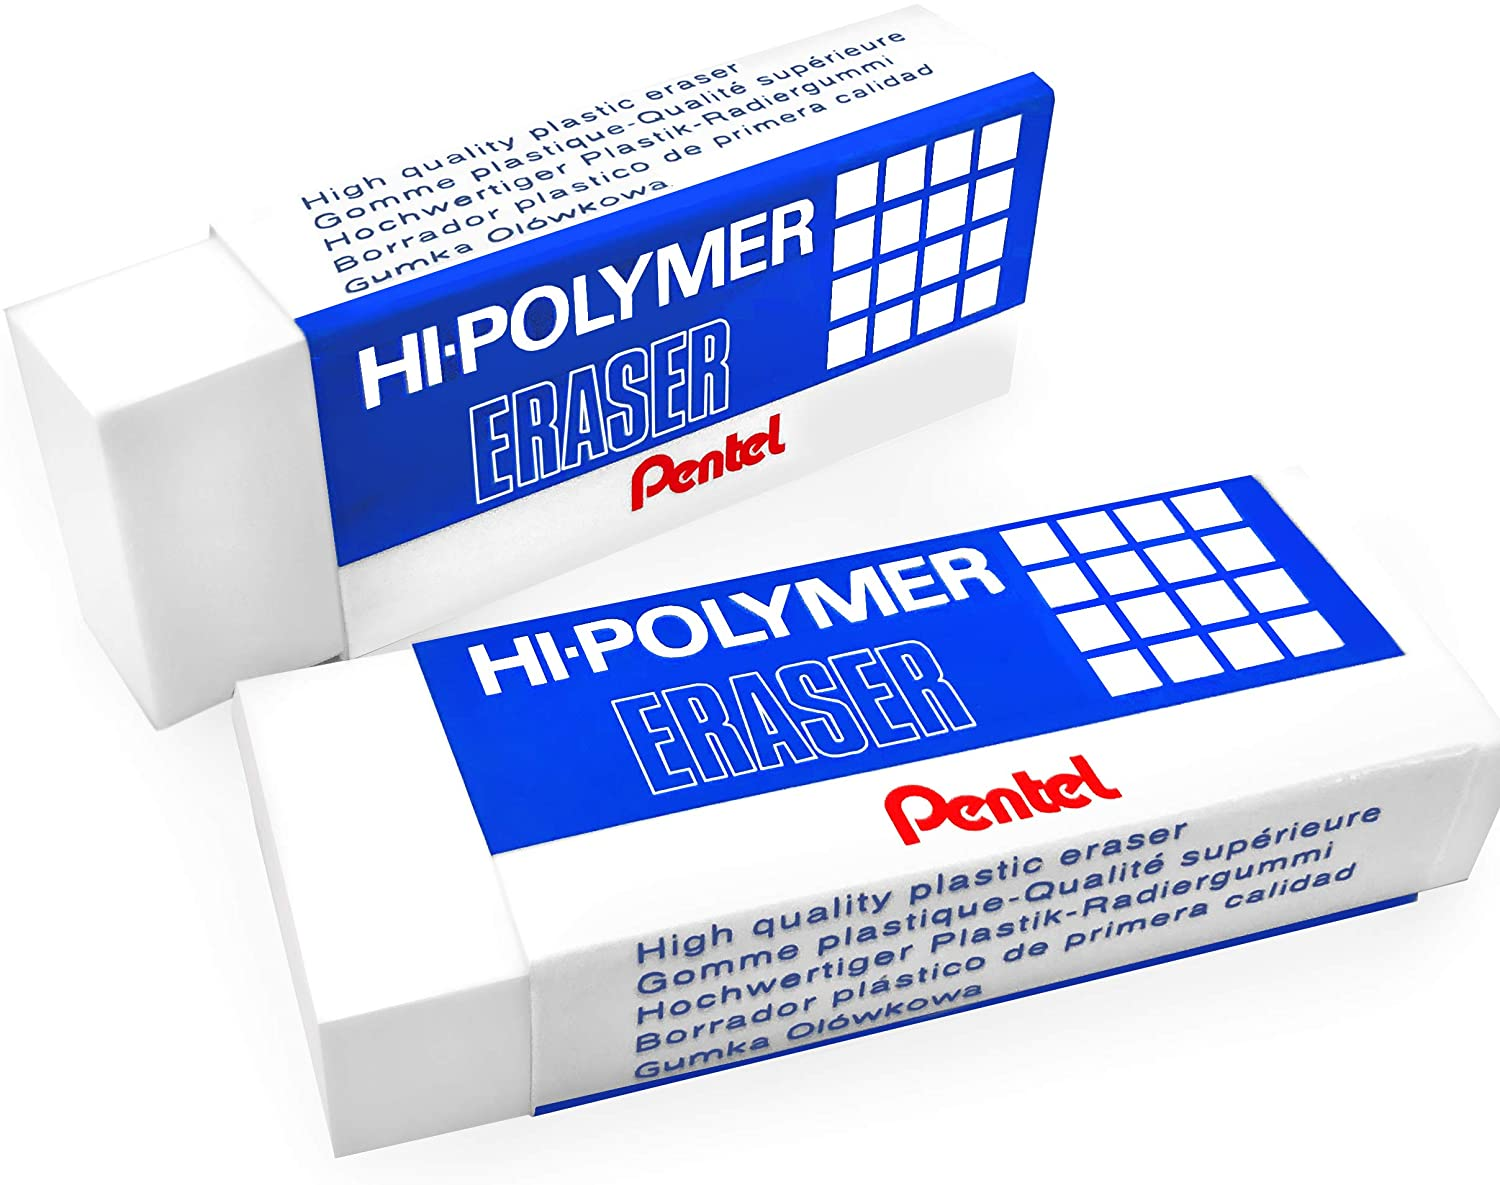 High quality plastic eraser
Gomme plastique-Qualité supérieure
Hochwertiger Plastik-Radiergummi
Borrador plastico de primera calidad
Gumka Olówkowa
HI-POLYMER
ERASER
Pentel
HI-POLYMER
ERASER
Pentel
High quality plastic eraser
Gomme plastique-Qualité supérieure
Hochwertiger Plastik-Radiergummi
Borrador plástico de primera calidad
Gumka Olówkowa